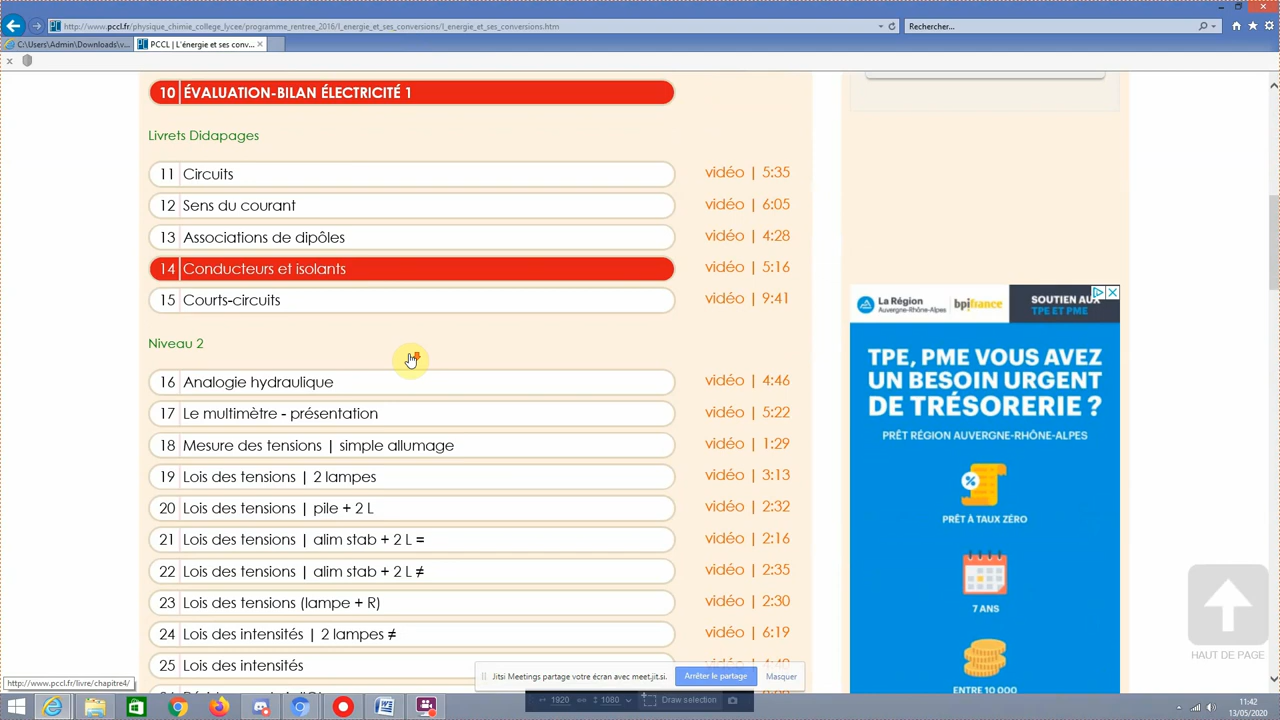 http://www.pccl.fr/physique_chimie_college_lycee/programme_rentree_2016/l_energie_et_ses_conversions/l_energie_et_ses_conversions.htm
Rechercher...
C:\Users\Admin\Downloads\v...
PCCL | L'énergie et ses conv...
10 ÉVALUATION-BILAN ÉLECTRICITÉ 1
Livrets Didapages
11 Circuits vidéo | 5:35
12 Sens du courant vidéo | 6:05
13 Associations de dipôles vidéo | 4:28
14 Conducteurs et isolants vidéo | 5:16
15 Courts-circuits vidéo | 9:41
Niveau 2
16 Analogie hydraulique vidéo | 4:46
17 Le multimètre - présentation vidéo | 5:22
18 Mesure des tensions | simple allumage vidéo | 1:29
19 Lois des tensions | 2 lampes vidéo | 3:13
20 Lois des tensions | pile + 2 L vidéo | 2:32
21 Lois des tensions | alim stab + 2 L = vidéo | 2:16
22 Lois des tensions | alim stab + 2 L ≠ vidéo | 2:35
23 Lois des tensions (lampe + R) vidéo | 2:30
24 Lois des intensités | 2 lampes ≠ vidéo | 6:19
25 Lois des intensités
La Région
Auvergne-Rhône-Alpes
bpifrance
SOUTIEN AUX
TPE ET PME
TPE, PME VOUS AVEZ
UN BESOIN URGENT
DE TRÉSORERIE ?
PRÊT RÉGION AUVERGNE-RHÔNE-ALPES
%
PRÊT À TAUX ZÉRO
7 ANS
ENTRE 10 000
HAUT DE PAGE
http://www.pccl.fr/livre/chapitre4/
Jitsi Meetings partage votre écran avec meet.jit.si.
Arrêter le partage
Masquer
1920
1080
Draw selection
11:42
13/05/2020